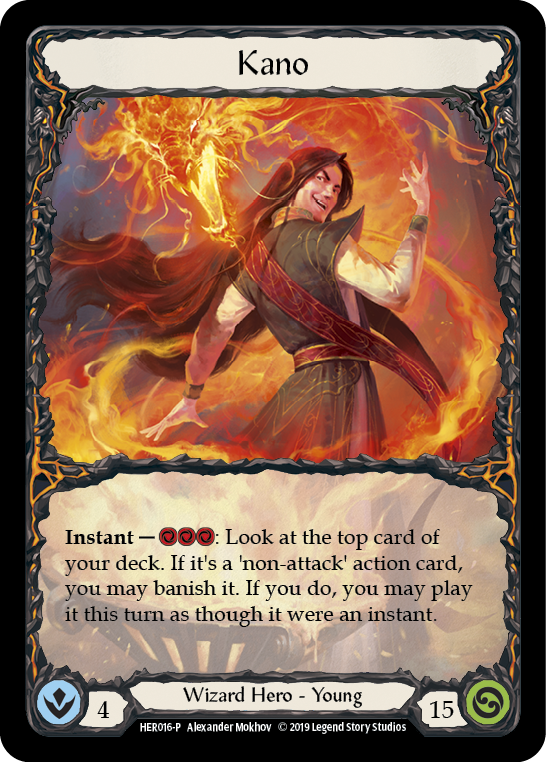 Kano
Instant — : Look at the top card of
your deck. If it's a 'non-attack' action card,
you may banish it. If you do, you may play
it this turn as though it were an instant.
4
Wizard Hero - Young
15
HER016-P Alexander Mokhov © 2019 Legend Story Studios